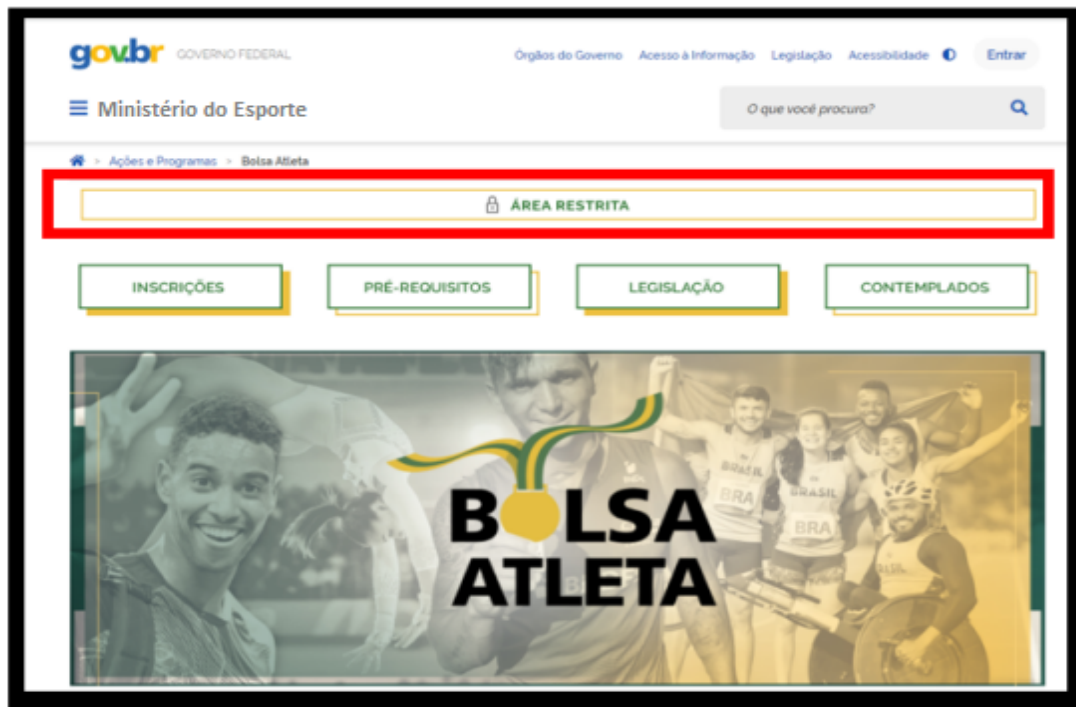 gov.br GOVERNO FEDERAL Órgãos do Governo Acesso à Informação Legislação Acessibilidade Entrar
Ministério do Esporte O que você procura?
> Ações e Programas > Bolsa Atleta
ÁREA RESTRITA
INSCRIÇÕES PRÉ-REQUISITOS LEGISLAÇÃO CONTEMPLADOS
BRASIL
BRASIL
BRA
BRA
BOLSA
ATLETA